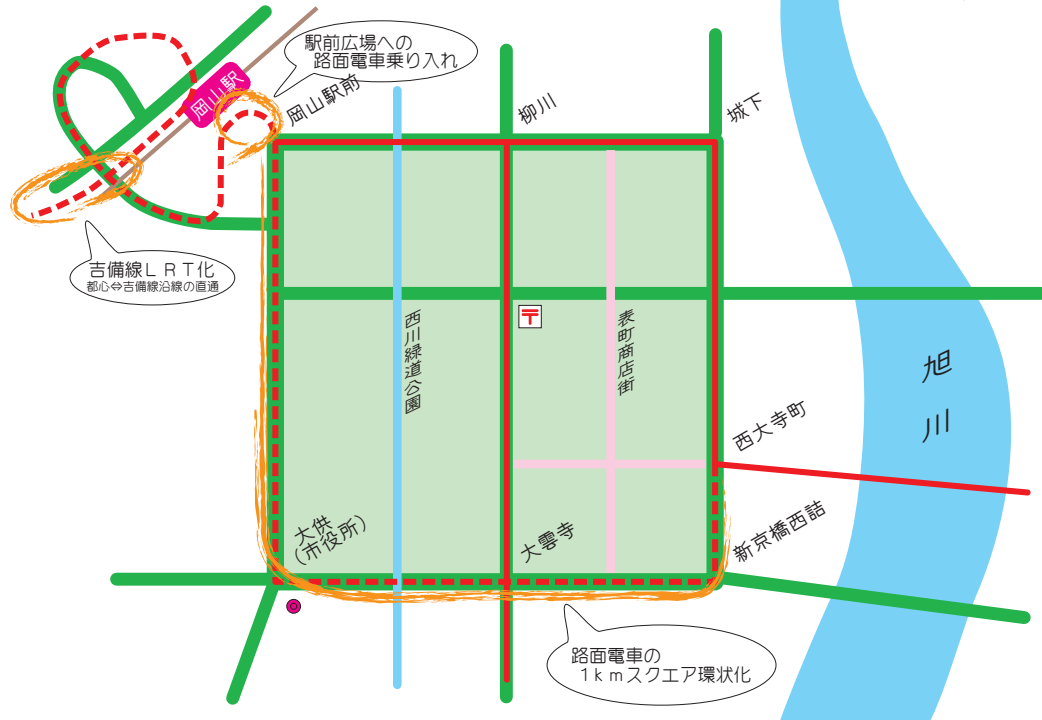 駅前広場への
路面電車乗り入れ
岡山駅
岡山駅前
柳川
城下
吉備線LRT化
都心⇔吉備線沿線の直通
西川緑道公園
〒
表町商店街
旭川
西大寺町
大供
(市役所)
大雲寺
新京橋西詰
路面電車の
1kmスクエア環状化